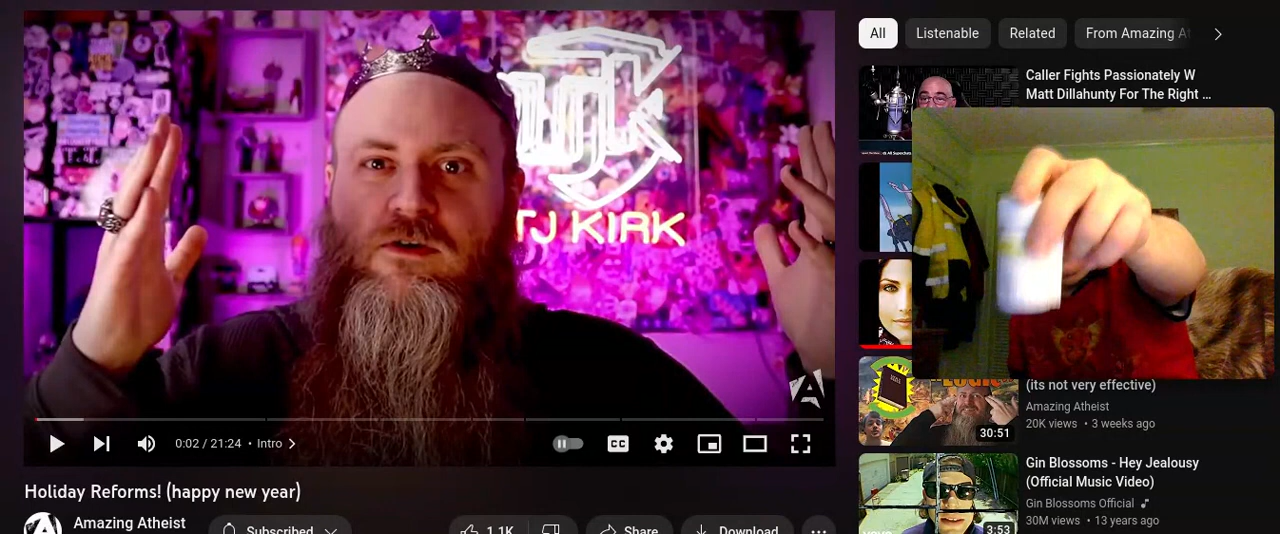 TJ KIRK
0:02 / 21:24 • Intro
CC
Holiday Reforms! (happy new year)
Amazing Atheist
Subscribed
1.1K
Share
Download
All
Listenable
Related
From Amazing At
Caller Fights Passionately W
Matt Dillahunty For The Right ...
(its not very effective)
Amazing Atheist
20K views • 3 weeks ago
30:51
Gin Blossoms - Hey Jealousy
(Official Music Video)
Gin Blossoms Official
30M views • 13 years ago
3:53